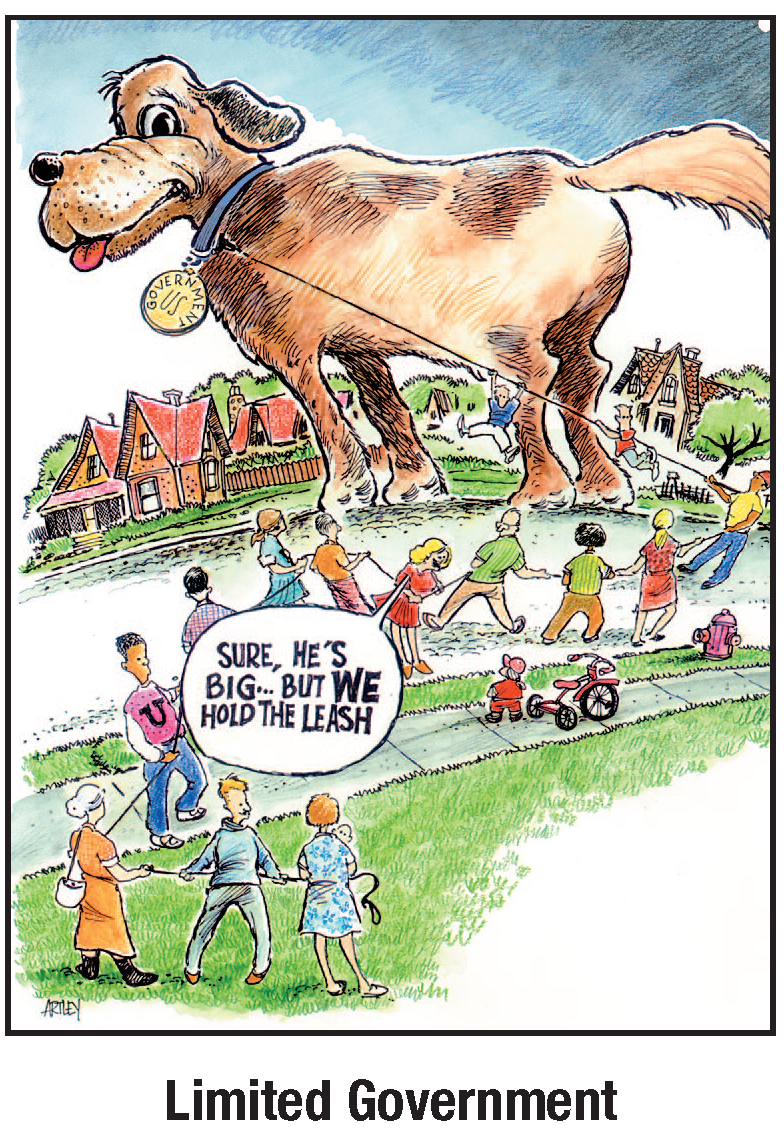 GOVERNMENT
US
SURE, HE'S
BIG... BUT WE
HOLD THE LEASH
U
ARTLEY
Limited Government